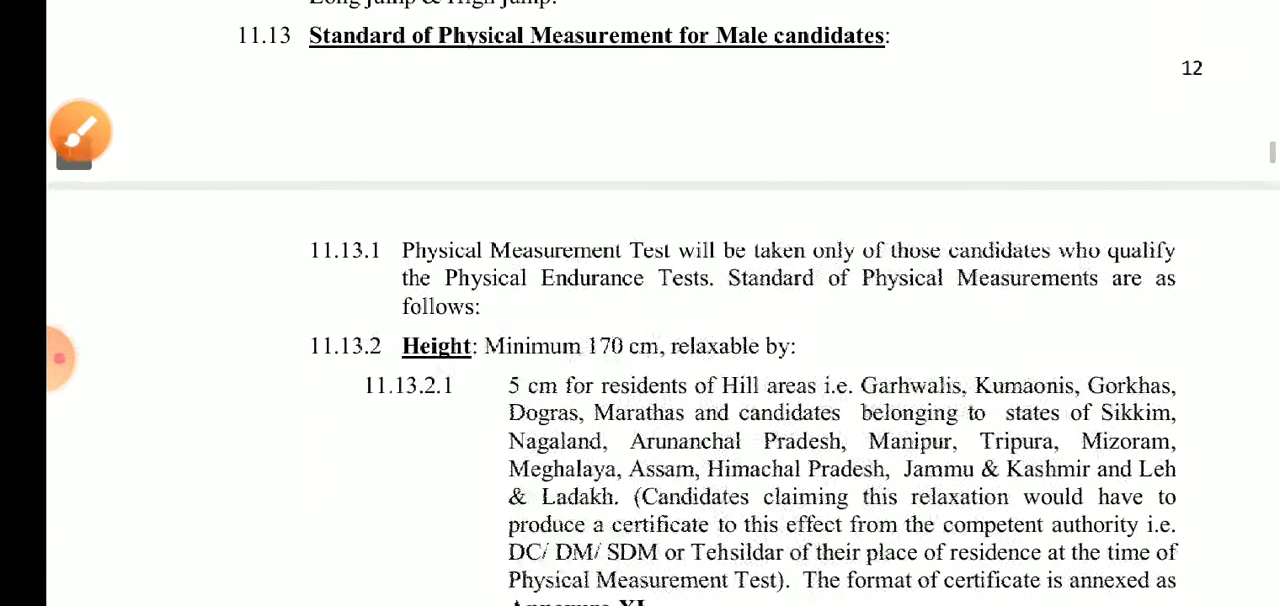 11.13 Standard of Physical Measurement for Male candidates:
12
11.13.1 Physical Measurement Test will be taken only of those candidates who qualify
the Physical Endurance Tests. Standard of Physical Measurements are as
follows:
11.13.2 Height: Minimum 170 cm, relaxable by:
11.13.2.1 5 cm for residents of Hill areas i.e. Garhwalis, Kumaonis, Gorkhas,
Dogras, Marathas and candidates belonging to states of Sikkim,
Nagaland, Arunanchal Pradesh, Manipur, Tripura, Mizoram,
Meghalaya, Assam, Himachal Pradesh, Jammu & Kashmir and Leh
& Ladakh. (Candidates claiming this relaxation would have to
produce a certificate to this effect from the competent authority i.e.
DC/ DM/ SDM or Tehsildar of their place of residence at the time of
Physical Measurement Test). The format of certificate is annexed as